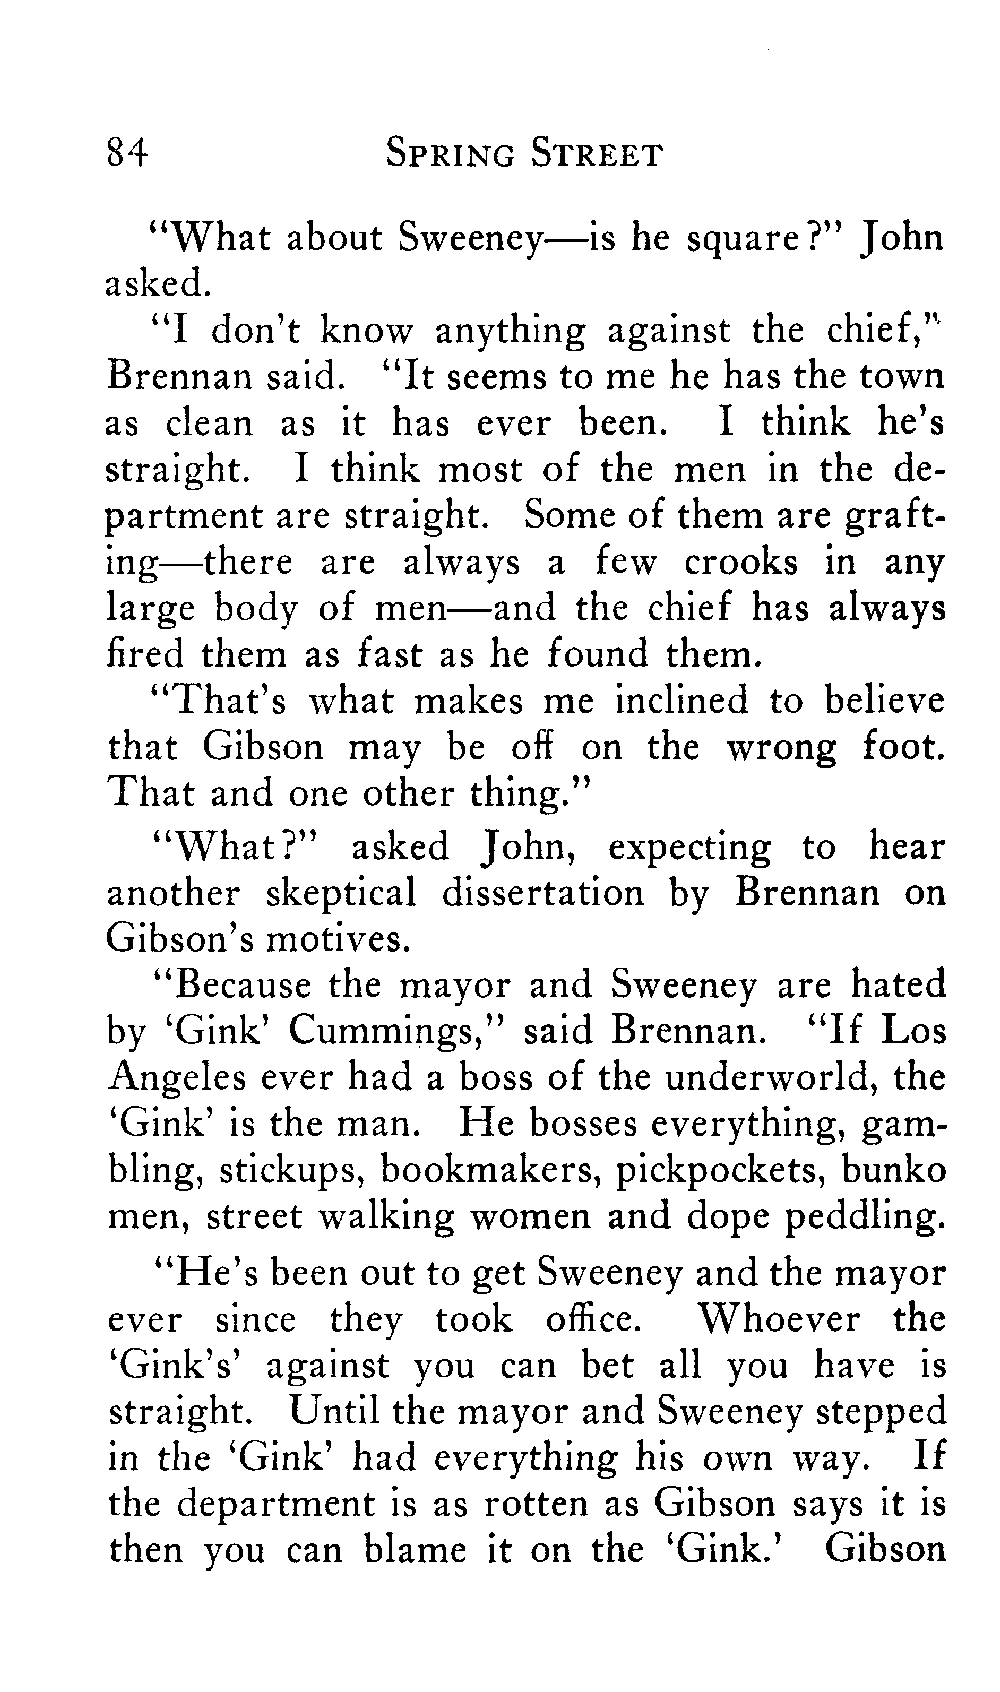 84 SPRING STREET
“What about Sweeney—is he square?” John
asked.
“I don’t know anything against the chief,”
Brennan said. “It seems to me he has the town
as clean as it has ever been. I think he’s
straight. I think most of the men in the de-
partment are straight. Some of them are graft-
ing—there are always a few crooks in any
large body of men—and the chief has always
fired them as fast as he found them.
“That’s what makes me inclined to believe
that Gibson may be off on the wrong foot.
That and one other thing.”
“What?” asked John, expecting to hear
another skeptical dissertation by Brennan on
Gibson’s motives.
“Because the mayor and Sweeney are hated
by ‘Gink’ Cummings,” said Brennan. “If Los
Angeles ever had a boss of the underworld, the
‘Gink’ is the man. He bosses everything, gam-
bling, stickups, bookmakers, pickpockets, bunko
men, street walking women and dope peddling.
“He’s been out to get Sweeney and the mayor
ever since they took office. Whoever the
‘Gink’s’ against you can bet all you have is
straight. Until the mayor and Sweeney stepped
in the ‘Gink’ had everything his own way. If
the department is as rotten as Gibson says it is
then you can blame it on the ‘Gink.’ Gibson